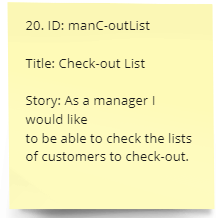 20. ID: manC-outList
Title: Check-out List
Story: As a manager I
would like
to be able to check the lists
of customers to check-out.